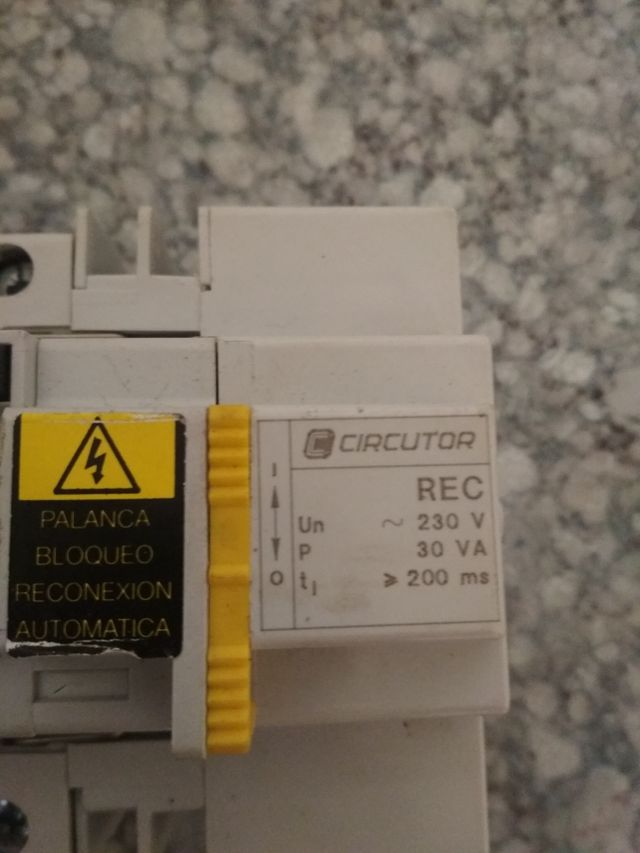 PALANCA
BLOQUEO
RECONEXION
AUTOMATICA
CIRCUTOR
REC
I
Un ~ 230 V
P 30 VA
O
tI ⩾ 200 ms